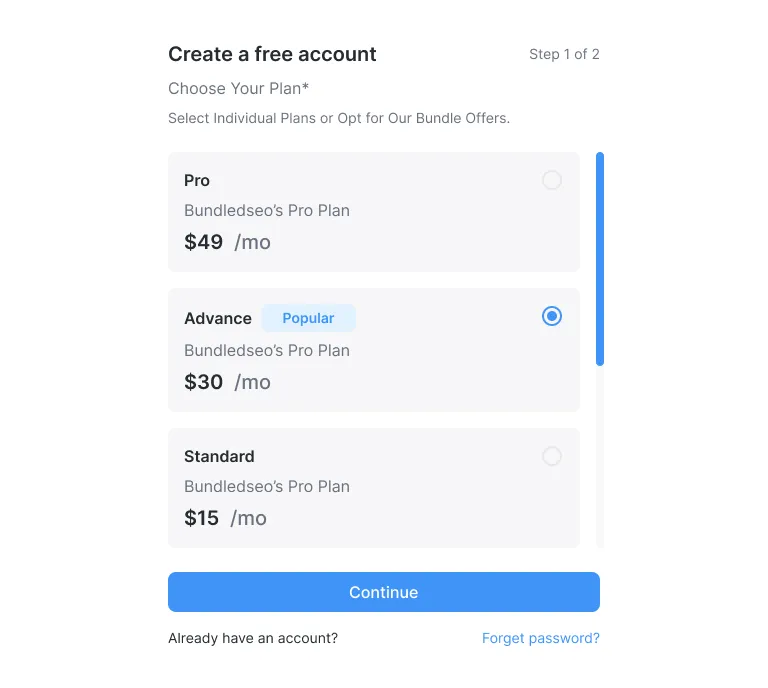 Create a free account
Step 1 of 2
Choose Your Plan*
Select Individual Plans or Opt for Our Bundle Offers.
Pro
Bundledseo’s Pro Plan
$49 /mo
Advance Popular
Bundledseo’s Pro Plan
$30 /mo
Standard
Bundledseo’s Pro Plan
$15 /mo
Continue
Already have an account?
Forget password?